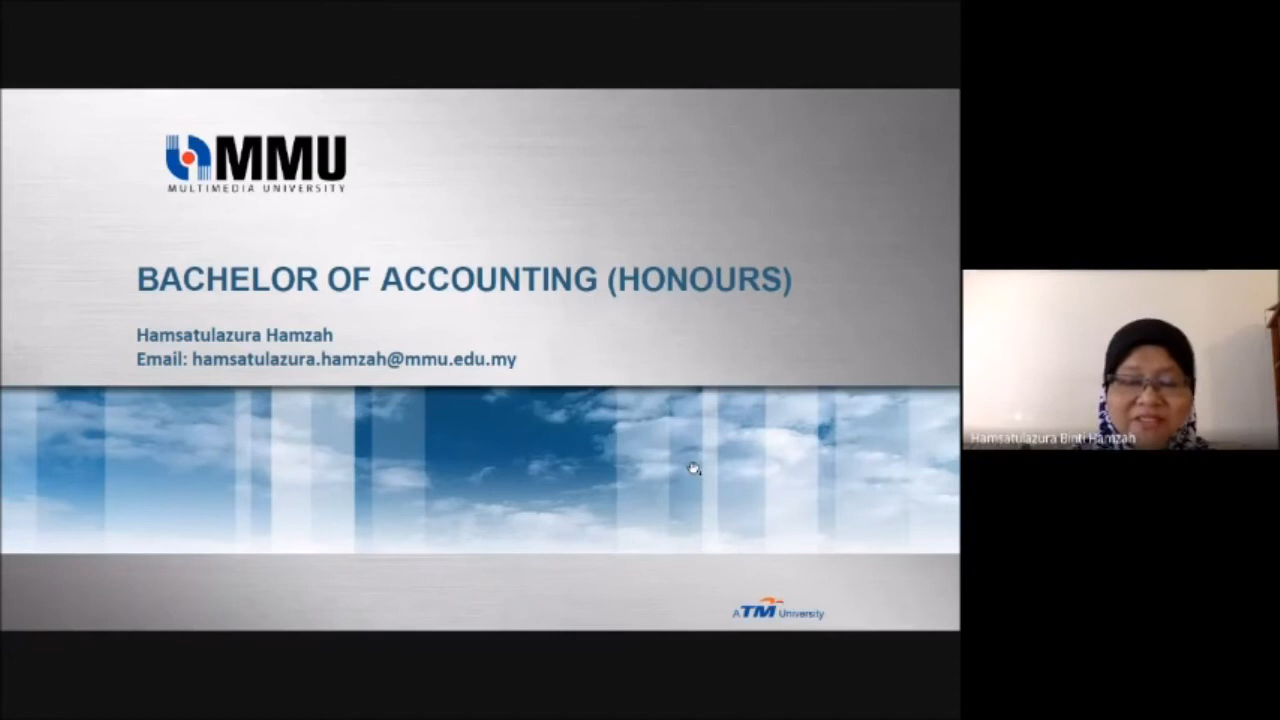 MMU
MULTIMEDIA UNIVERSITY
BACHELOR OF ACCOUNTING (HONOURS)
Hamsatulazura Hamzah
Email: hamsatulazura.hamzah@mmu.edu.my
Hamsatulazura Binti Hamzah
A TM University